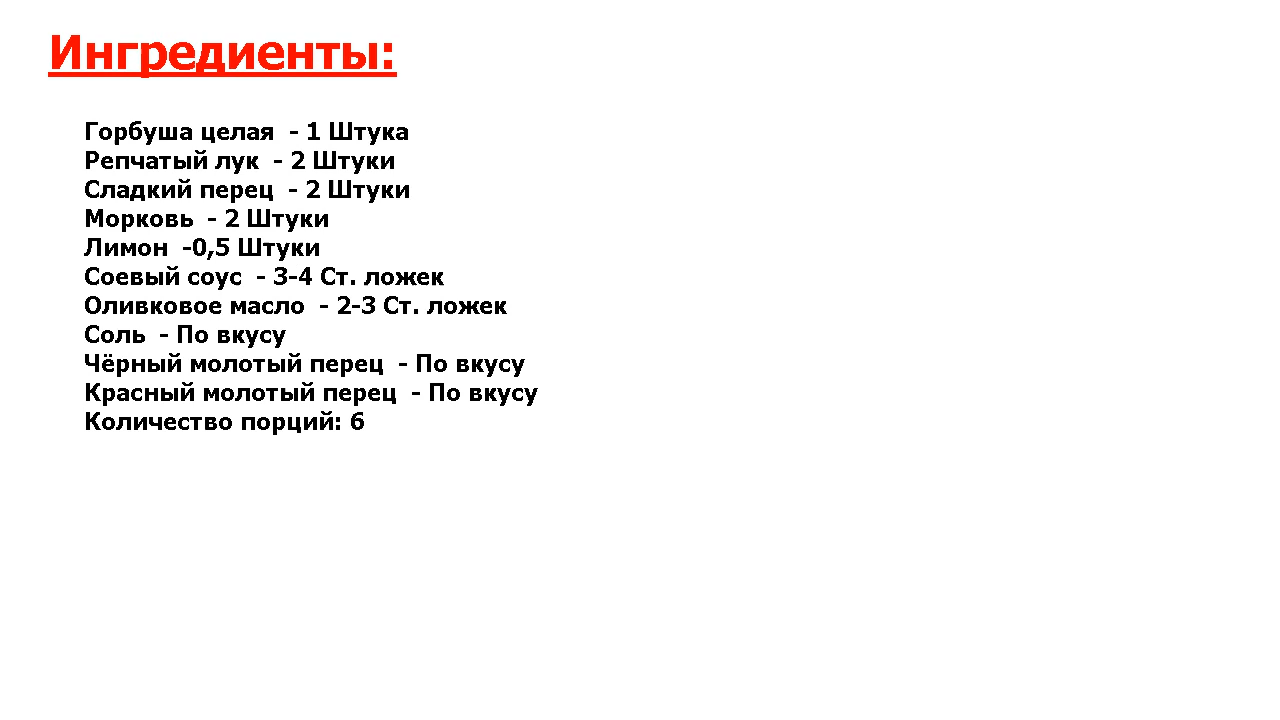 Ингредиенты:
Горбуша целая  - 1 Штука
Репчатый лук  - 2 Штуки
Сладкий перец  - 2 Штуки
Морковь  - 2 Штуки
Лимон  -0,5 Штуки
Соевый соус  - 3-4 Ст. ложек
Оливковое масло  - 2-3 Ст. ложек
Соль  - По вкусу
Чёрный молотый перец  - По вкусу
Красный молотый перец  - По вкусу
Количество порций: 6